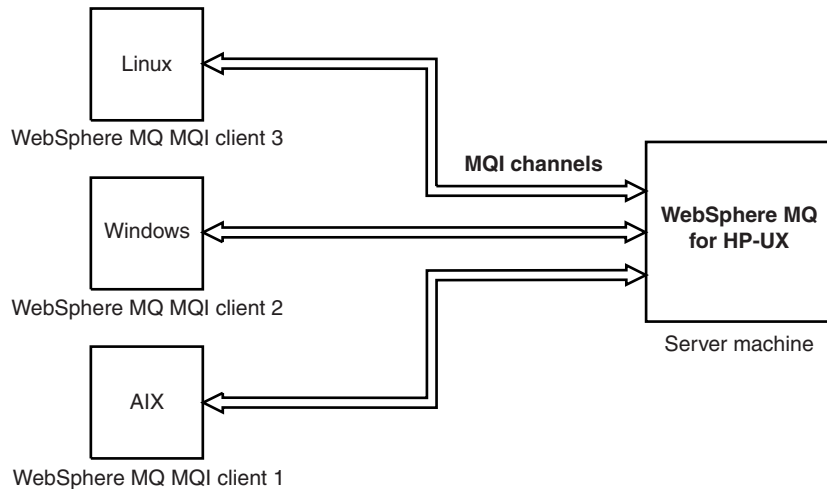 Linux
WebSphere MQ MQI client 3
MQI channels
Windows
WebSphere MQ MQI client 2
WebSphere MQ
for HP-UX
Server machine
AIX
WebSphere MQ MQI client 1